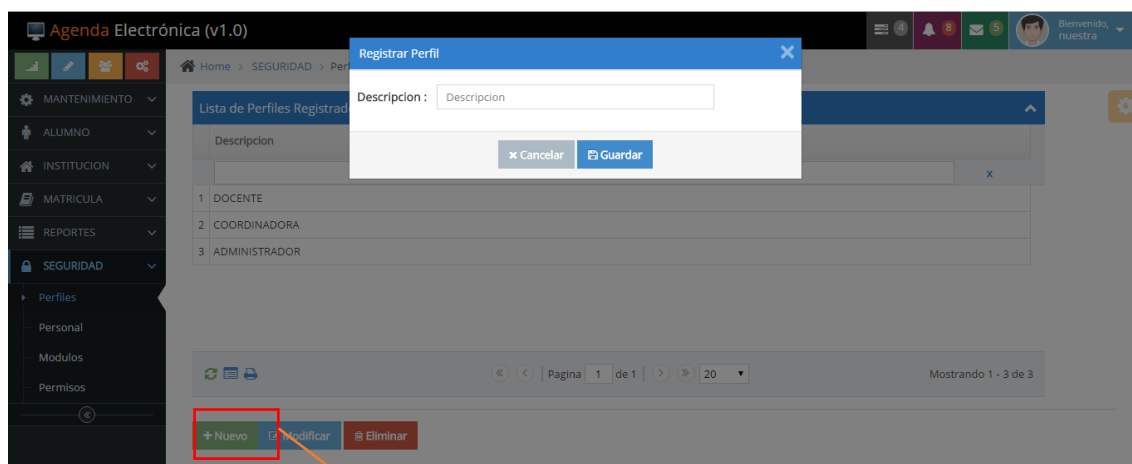 Agenda Electrónica (v1.0)
4
8
5
Bienvenido,
nuestra
Home > SEGURIDAD > Perf
Registrar Perfil
Descripcion :
Descripcion
Cancelar
Guardar
MANTENIMIENTO
ALUMNO
INSTITUCION
MATRICULA
REPORTES
SEGURIDAD
Perfiles
Personal
Modulos
Permisos
Lista de Perfiles Registrad
Descripcion
x
1 DOCENTE
2 COORDINADORA
3 ADMINISTRADOR
Pagina 1 de 1
20
Mostrando 1 - 3 de 3
+ Nuevo
Modificar
Eliminar